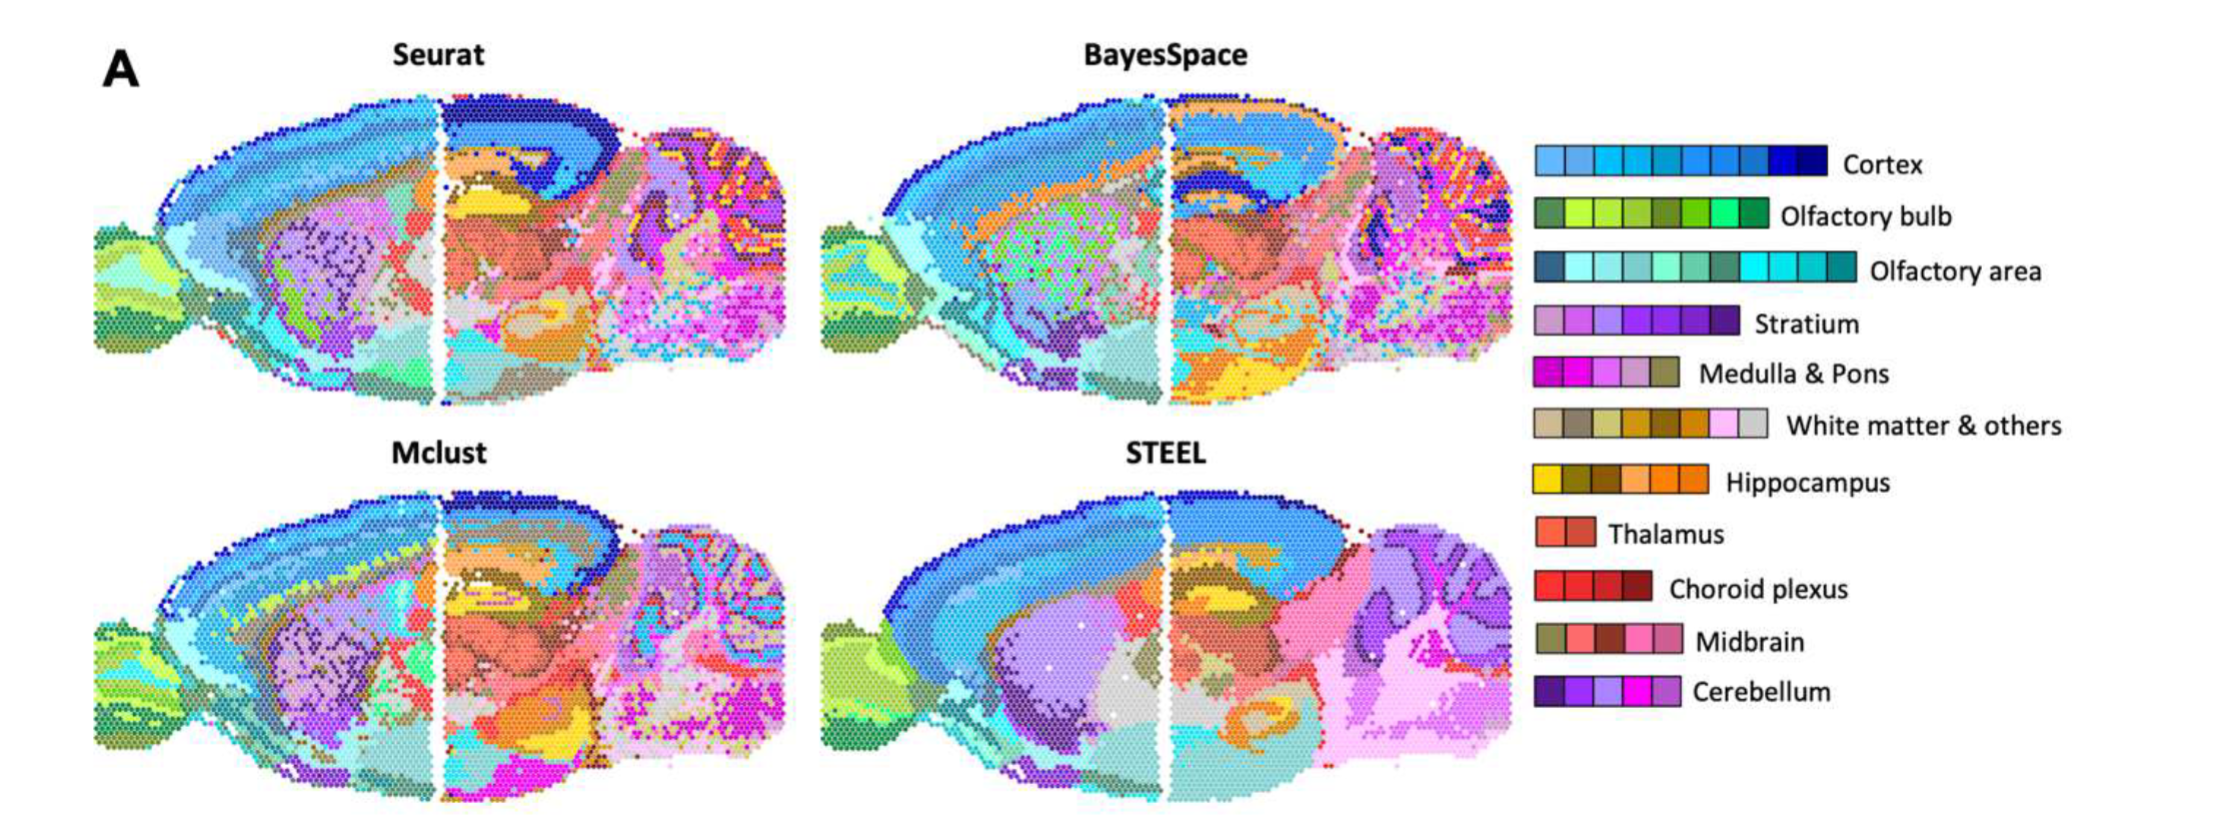 A
Seurat
BayesSpace
Cortex
Olfactory bulb
Olfactory area
Stratium
Medulla & Pons
White matter & others
Hippocampus
Thalamus
Choroid plexus
Midbrain
Cerebellum
Mclust
STEEL